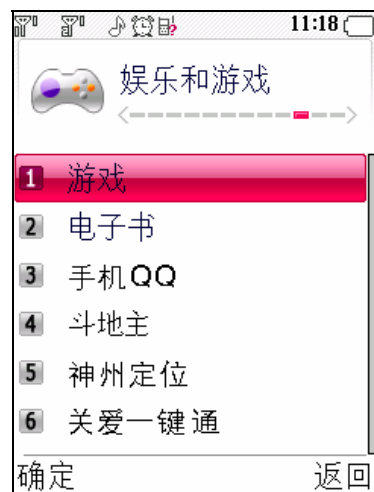 11:18
娱乐和游戏
1 游戏
2 电子书
3 手机QQ
4 斗地主
5 神州定位
6 关爱一键通
确定 返回